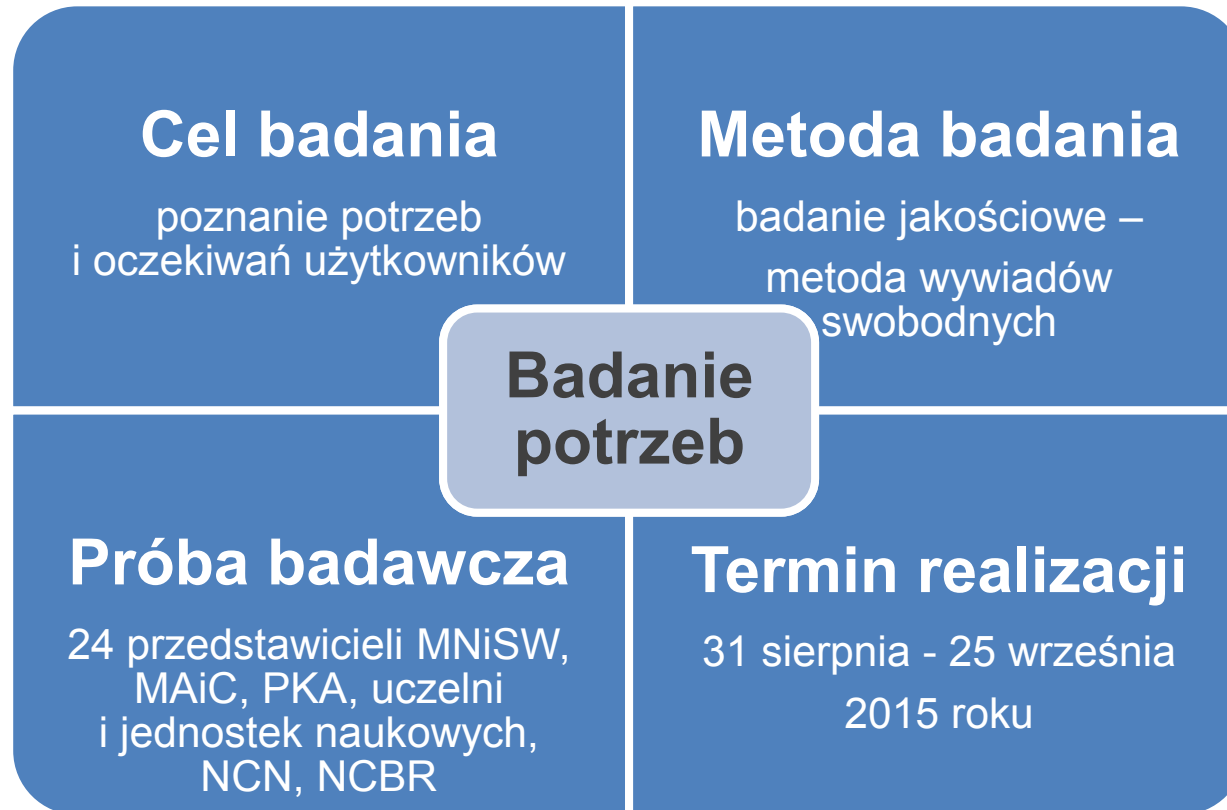 Cel badania
poznanie potrzeb
i oczekiwań użytkowników
Metoda badania
badanie jakościowe –
metoda wywiadów
swobodnych
Badanie
potrzeb
Próba badawcza
24 przedstawicieli MNiSW,
MAiC, PKA, uczelni
i jednostek naukowych,
NCN, NCBR
Termin realizacji
31 sierpnia - 25 września
2015 roku